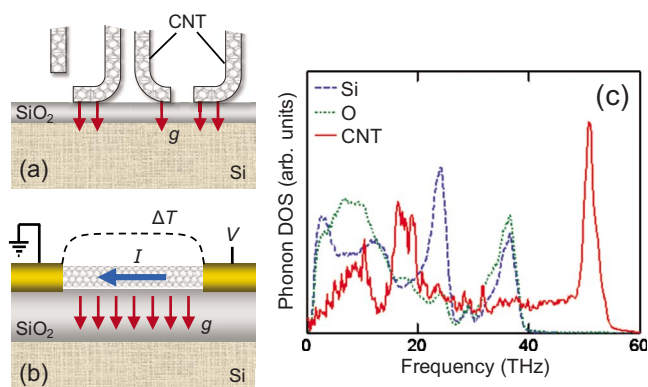 CNT
SiO₂
g
(a)
Si
ΔT
I
V
SiO₂
g
(b)
Si
(c)
Si
O
CNT
Phonon DOS (arb. units)
0 20 40 60
Frequency (THz)